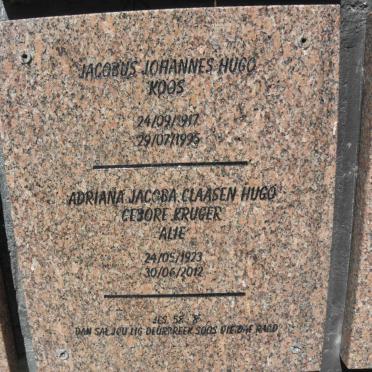 JACOBUS JOHANNES HUGO
KOOS
24/09/1917
29/07/1995
ADRIANA JACOBA CLAASEN HUGO
GEBORE KRUGER
ALIE
24/05/1923
30/06/2012
JES. 58:
DAN SAL JOU LIG DEURBREEK SOOS DIE DAERAAD